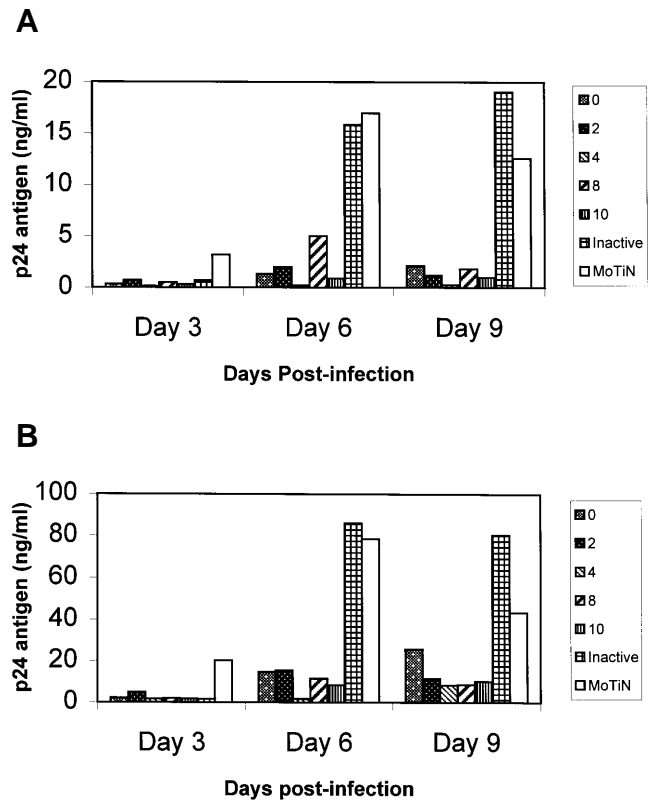 A
20
15
10
5
0
p24 antigen (ng/ml)
Day 3 Day 6 Day 9
Days Post-infection
0
2
4
8
10
Inactive
MoTiN
B
100
80
60
40
20
0
p24 antigen (ng/ml)
Day 3 Day 6 Day 9
Days post-infection
0
2
4
8
10
Inactive
MoTiN